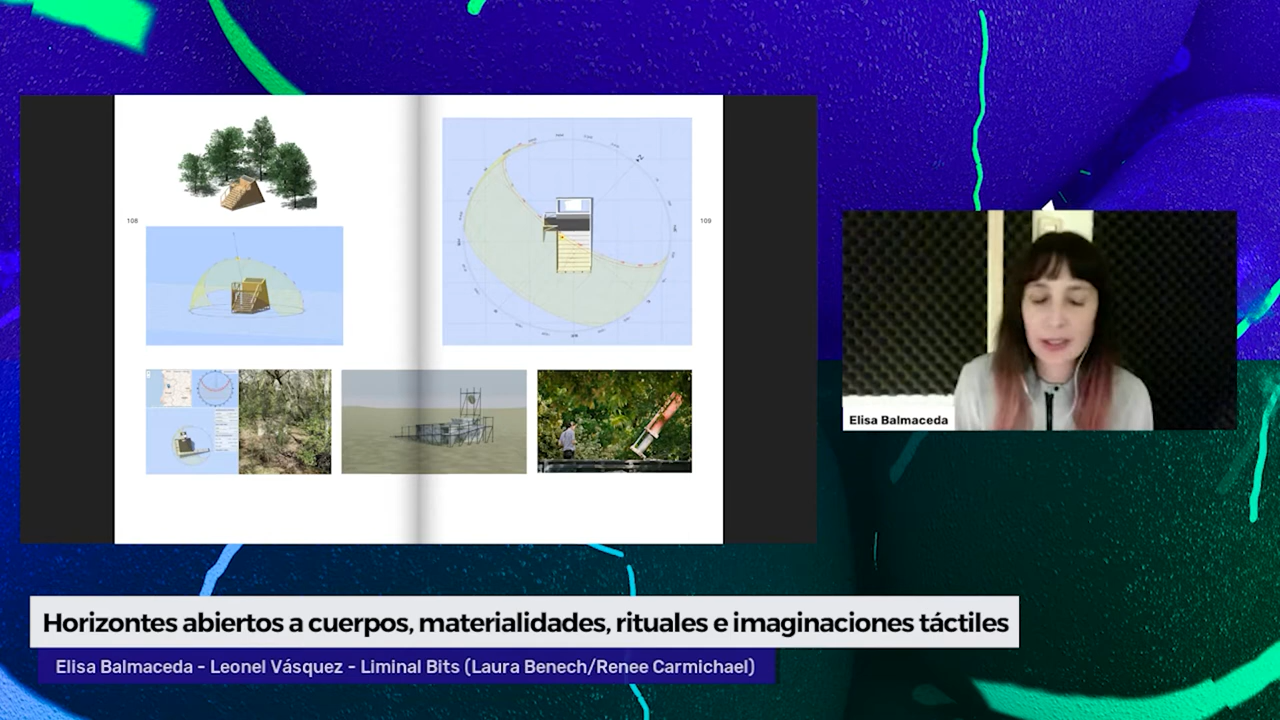 108
109
Elisa Balmaceda
Horizontes abiertos a cuerpos, materialidades, rituales e imaginaciones táctiles
Elisa Balmaceda - Leonel Vásquez - Liminal Bits (Laura Benech/Renee Carmichael)